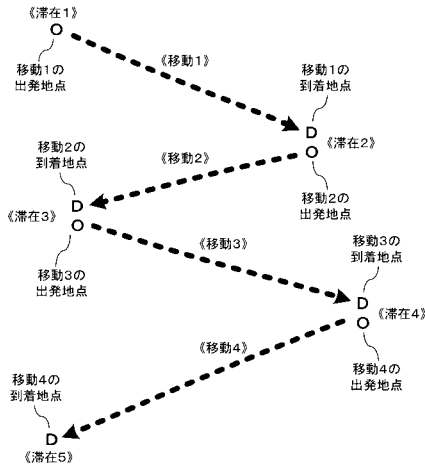 《滞在1》
O
移動1の
出発地点
《移動1》
移動1の
到着地点
D
《滞在2》
O
移動2の
出発地点
《移動2》
移動2の
到着地点
D
《滞在3》
O
移動3の
出発地点
《移動3》
移動3の
到着地点
D
《滞在4》
O
移動4の
出発地点
《移動4》
移動4の
到着地点
D
《滞在5》